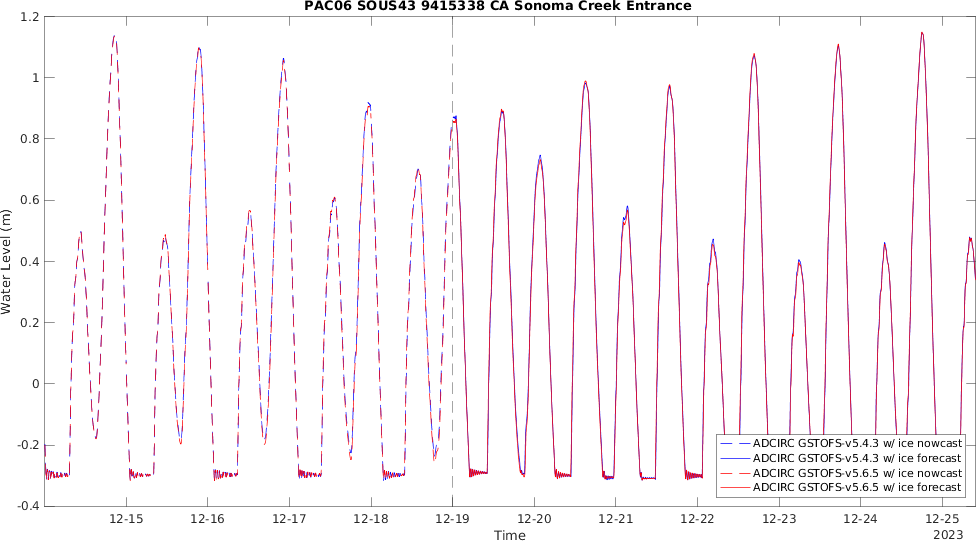 PAC06 SOUS43 9415338 CA Sonoma Creek Entrance
1.2
1
0.8
0.6
0.4
0.2
0
-0.2
-0.4
Water Level (m)
ADCIRC GSTOFS-v5.4.3 w/ ice nowcast
ADCIRC GSTOFS-v5.4.3 w/ ice forecast
ADCIRC GSTOFS-v5.6.5 w/ ice nowcast
ADCIRC GSTOFS-v5.6.5 w/ ice forecast
12-15 12-16 12-17 12-18 12-19 12-20 12-21 12-22 12-23 12-24 12-25
Time
2023